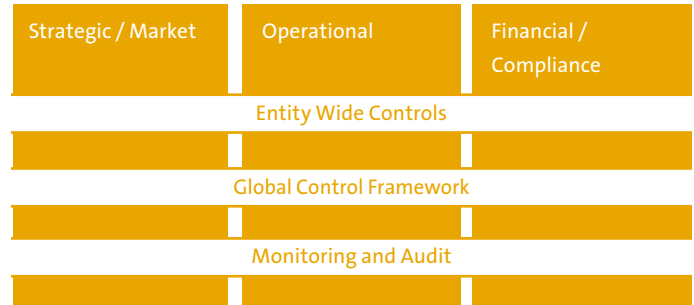 Strategic / Market
Operational
Financial /
Compliance
Entity Wide Controls
Global Control Framework
Monitoring and Audit